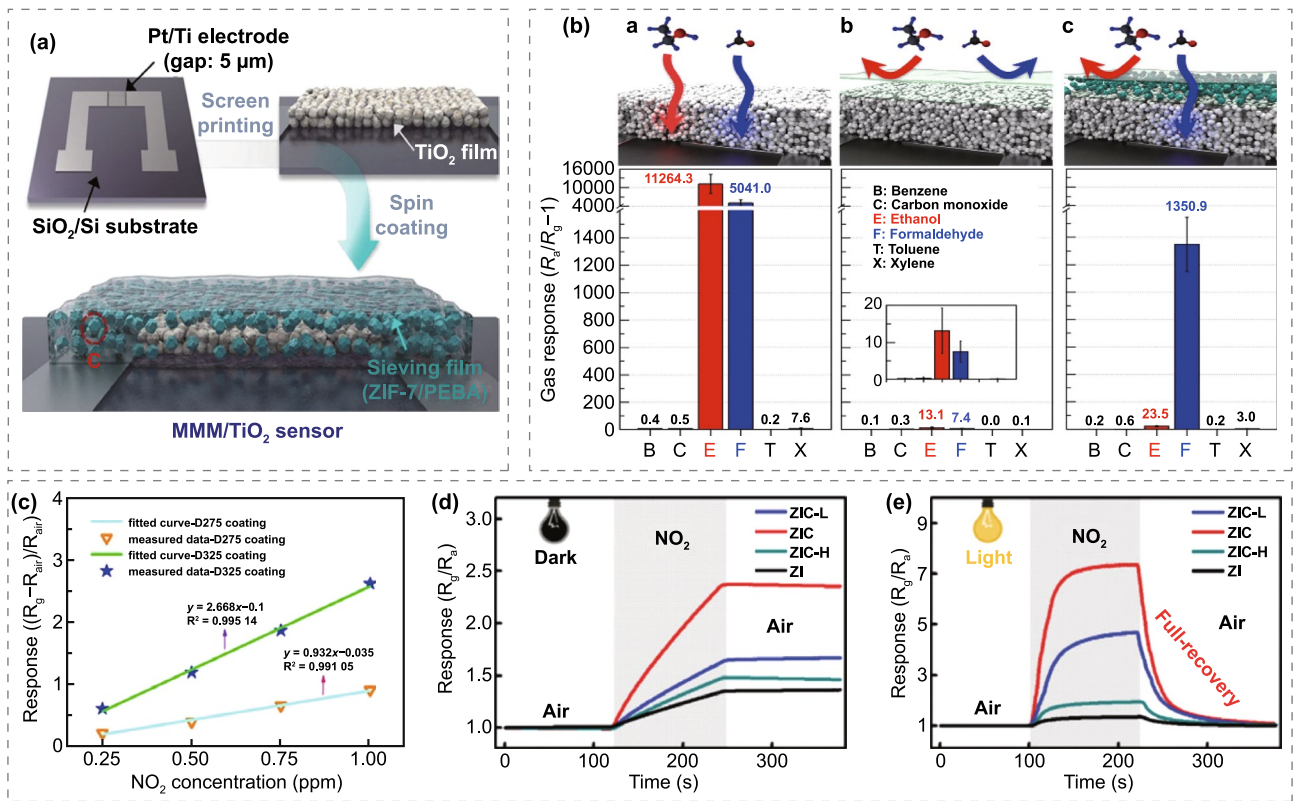 (a)
Pt/Ti electrode
(gap: 5 μm)
Screen
printing
TiO2 film
SiO2/Si substrate
Spin
coating
C
Sieving film
(ZIF-7/PEBA)
MMM/TiO2 sensor
(b)
a
b
c
Gas response (Ra/Rg−1)
16000
10000
4000
1400
1200
1000
800
600
400
200
0
11264.3
5041.0
0.4
0.5
0.2
7.6
B
C
E
F
T
X
B: Benzene
C: Carbon monoxide
E: Ethanol
F: Formaldehyde
T: Toluene
X: Xylene
20
10
0
0.1
0.3
13.1
7.4
0.0
0.1
B
C
E
F
T
X
1350.9
0.2
0.6
23.5
0.2
3.0
B
C
E
F
T
X
(c)
Response ((Rg−Rair)/Rair)
4
3
2
1
0
fitted curve-D275 coating
measured data-D275 coating
fitted curve-D325 coating
measured data-D325 coating
y = 2.668x−0.1
R2 = 0.995 14
y = 0.932x−0.035
R2 = 0.991 05
0.25
0.50
0.75
1.00
NO2 concentration (ppm)
(d)
Response (Rg/Ra)
3.0
2.5
2.0
1.5
1.0
Dark
NO2
ZIC-L
ZIC
ZIC-H
ZI
Air
Air
0
100
200
300
Time (s)
(e)
Response (Rg/Ra)
9
7
5
3
1
Light
NO2
ZIC-L
ZIC
ZIC-H
ZI
Air
Air
Full-recovery
0
100
200
300
Time (s)